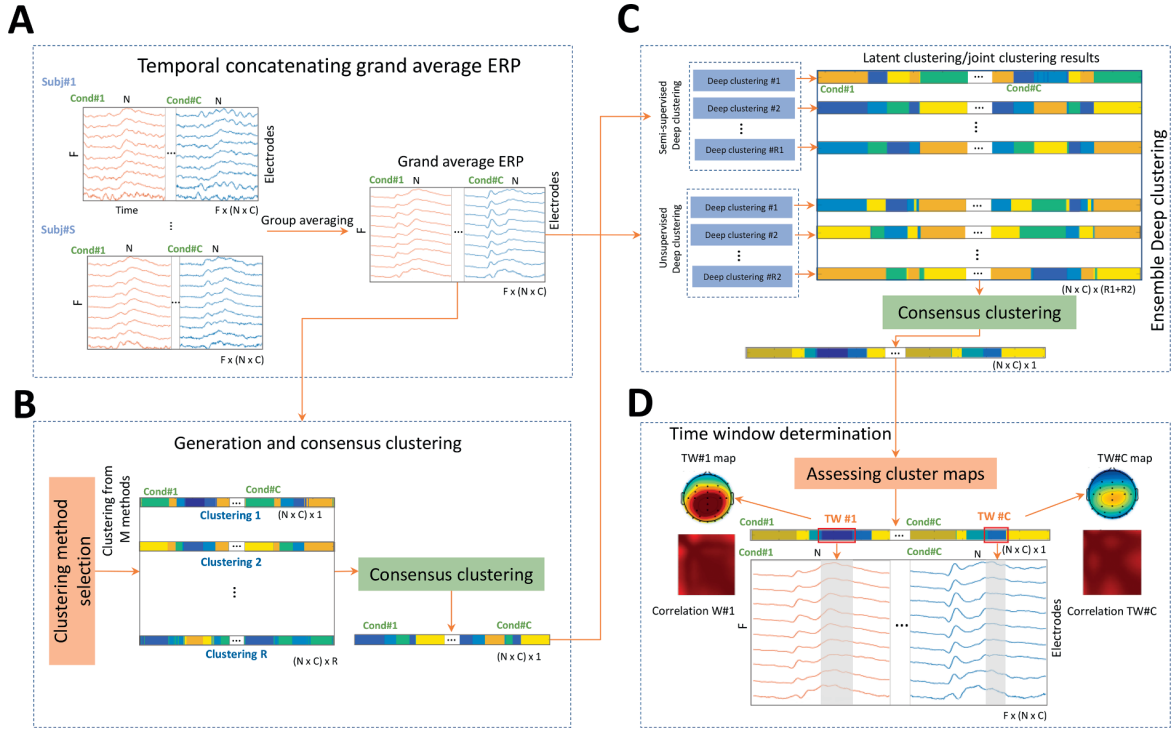 A
Temporal concatenating grand average ERP
Subj#1
Cond#1
N
Cond#C
N
F
...
Electrodes
Time
F x (N x C)
...
Subj#S
Cond#1
N
Cond#C
N
F
...
F x (N x C)
Group averaging
Grand average ERP
Cond#1
N
Cond#C
N
F
...
Electrodes
F x (N x C)
B
Generation and consensus clustering
Clustering method
selection
Clustering from
M methods
Cond#1
Cond#C
...
Clustering 1
(N x C) x 1
...
Clustering 2
...
...
Clustering R
(N x C) x R
Consensus clustering
Cond#1
Cond#C
...
(N x C) x 1
C
Latent clustering/joint clustering results
Semi-supervised
Deep clustering
Deep clustering #1
Deep clustering #2
...
Deep clustering #R1
Unsupervised
Deep clustering
Deep clustering #1
Deep clustering #2
...
Deep clustering #R2
...
Cond#1
Cond#C
...
...
...
...
...
...
...
(N x C) x (R1+R2)
Ensemble Deep clustering
Consensus clustering
...
(N x C) x 1
D
Time window determination
TW#1 map
Assessing cluster maps
TW#C map
Cond#1
TW #1
Cond#C
TW #C
...
(N x C) x 1
Cond#1
N
Cond#C
N
Correlation W#1
Correlation TW#C
F
...
Electrodes
F x (N x C)